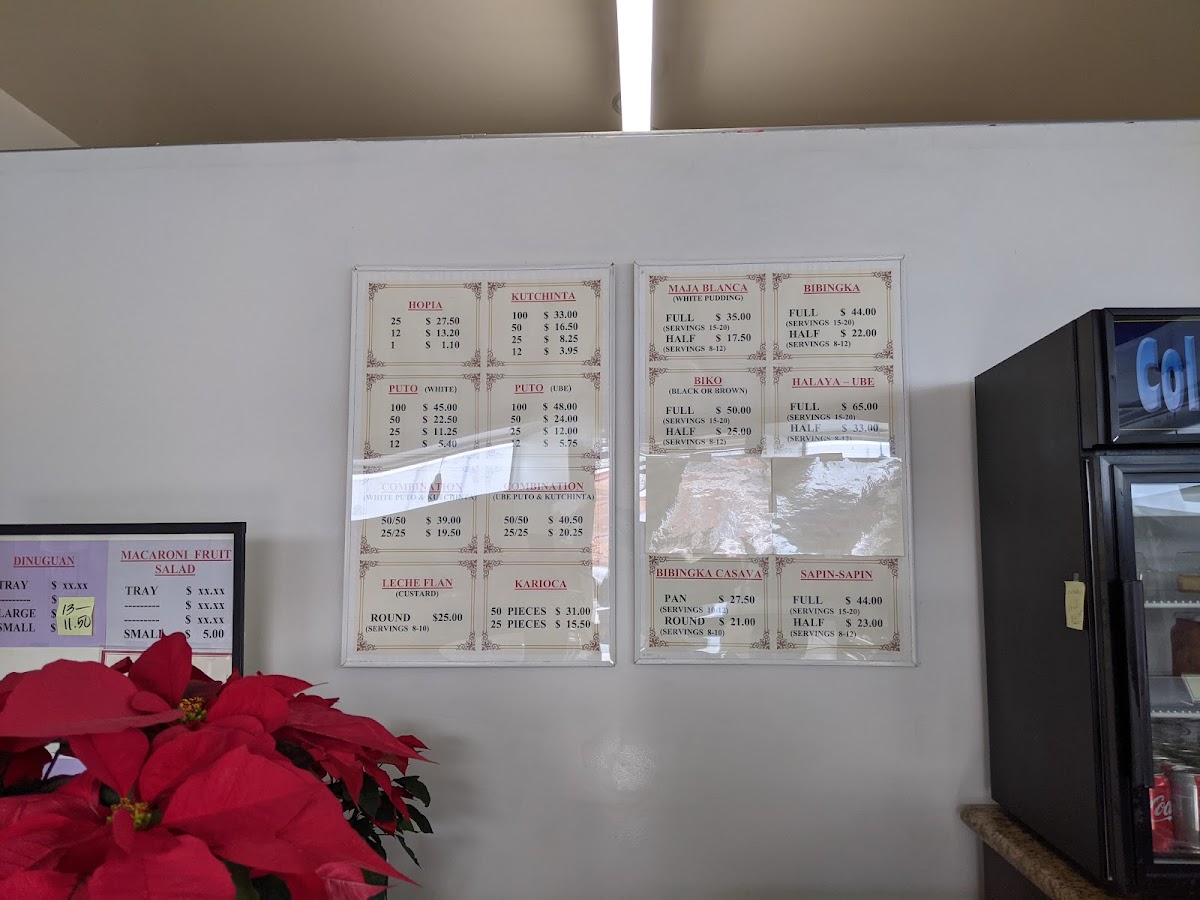 HOPIA
25 $ 27.50
12 $ 13.20
1 $ 1.10
KUTCHINTA
100 $ 33.00
50 $ 16.50
25 $ 8.25
12 $ 3.95
PUTO (WHITE)
100 $ 45.00
50 $ 22.50
25 $ 11.25
12 $ 5.40
PUTO (UBE)
100 $ 48.00
50 $ 24.00
25 $ 12.00
12 $ 5.75
COMBINATION
(WHITE PUTO & KUTCHINTA)
50/50 $ 39.00
25/25 $ 19.50
COMBINATION
(UBE PUTO & KUTCHINTA)
50/50 $ 40.50
25/25 $ 20.25
LECHE FLAN
(CUSTARD)
ROUND $25.00
(SERVINGS 8-10)
KARIOCA
50 PIECES $ 31.00
25 PIECES $ 15.50
MAJA BLANCA
(WHITE PUDDING)
FULL $ 35.00
(SERVINGS 15-20)
HALF $ 17.50
(SERVINGS 8-12)
BIBINGKA
FULL $ 44.00
(SERVINGS 15-20)
HALF $ 22.00
(SERVINGS 8-12)
BIKO
(BLACK OR BROWN)
FULL $ 50.00
(SERVINGS 15-20)
HALF $ 25.00
(SERVINGS 8-12)
HALAYA – UBE
FULL $ 65.00
(SERVINGS 15-20)
HALF $ 33.00
(SERVINGS 8-12)
BIBINGKA CASAVA
PAN $ 27.50
(SERVINGS 10-12)
ROUND $ 21.00
(SERVINGS 8-10)
SAPIN-SAPIN
FULL $ 44.00
(SERVINGS 15-20)
HALF $ 23.00
(SERVINGS 8-12)
DINUGUAN
TRAY $ xx.xx
---------- $
LARGE $ 13—
SMALL $ 11.50
MACARONI FRUIT
SALAD
TRAY $ xx.xx
--------- $ xx.xx
--------- $ xx.xx
SMALL $ 5.00
Col
Coca